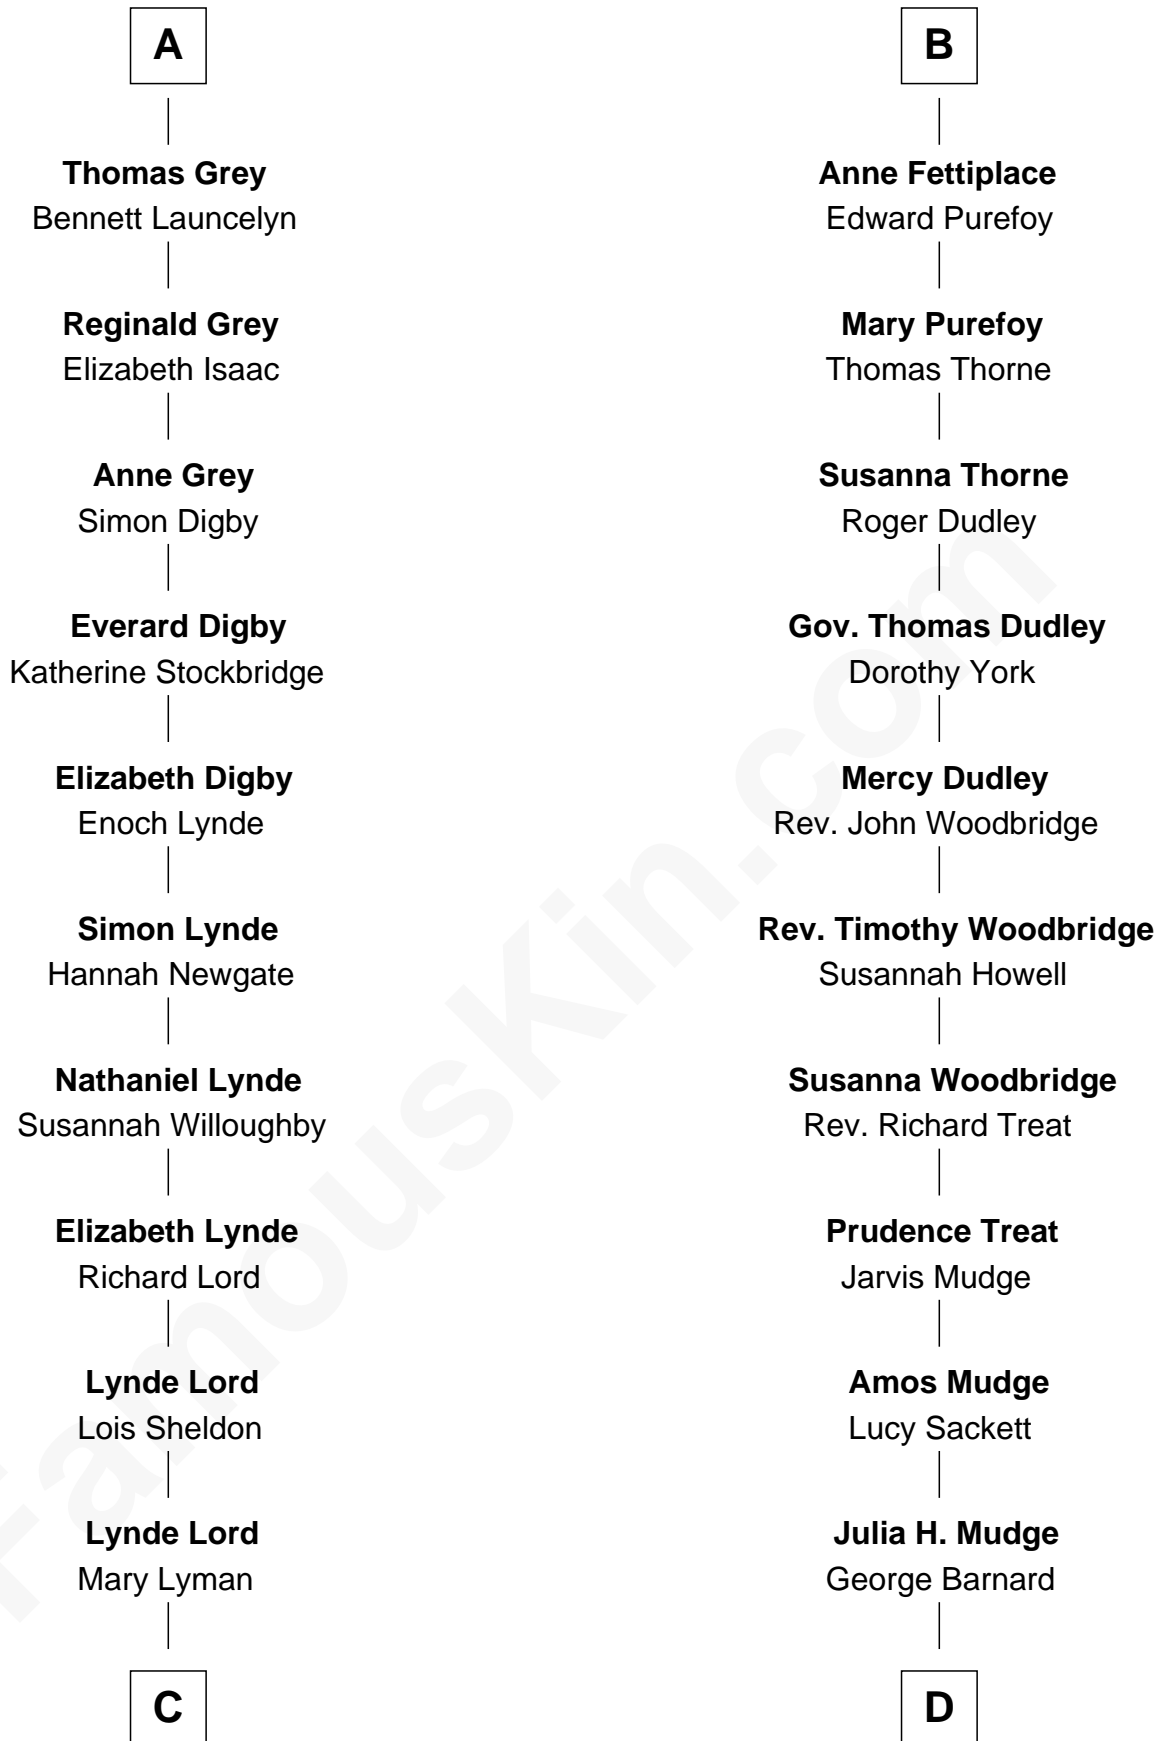 A
Thomas Grey
Bennett Launcelyn
Reginald Grey
Elizabeth Isaac
Anne Grey
Simon Digby
Everard Digby
Katherine Stockbridge
Elizabeth Digby
Enoch Lynde
Simon Lynde
Hannah Newgate
Nathaniel Lynde
Susannah Willoughby
Elizabeth Lynde
Richard Lord
Lynde Lord
Lois Sheldon
Lynde Lord
Mary Lyman
C
B
Anne Fettiplace
Edward Purefoy
Mary Purefoy
Thomas Thorne
Susanna Thorne
Roger Dudley
Gov. Thomas Dudley
Dorothy York
Mercy Dudley
Rev. John Woodbridge
Rev. Timothy Woodbridge
Susannah Howell
Susanna Woodbridge
Rev. Richard Treat
Prudence Treat
Jarvis Mudge
Amos Mudge
Lucy Sackett
Julia H. Mudge
George Barnard
D
FamousKin.com